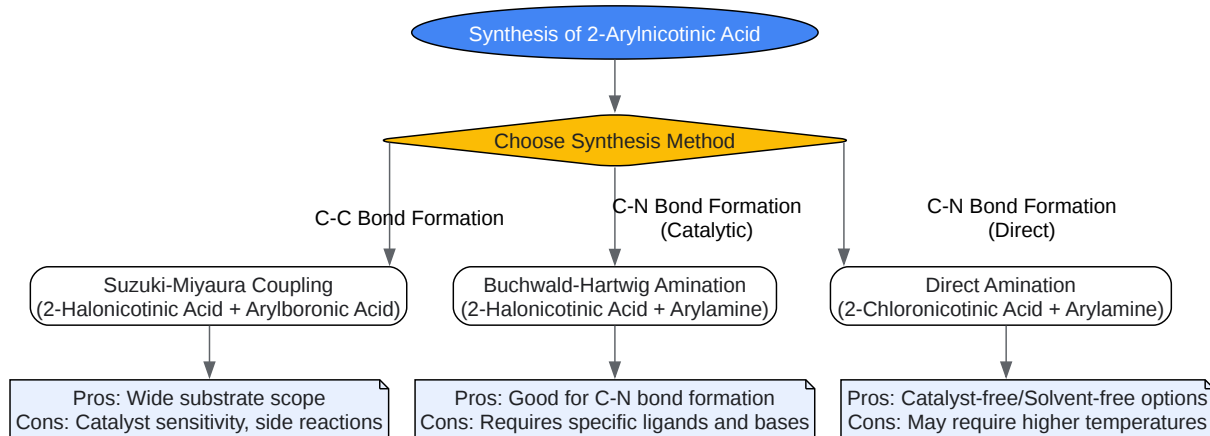 Synthesis of 2-Arylnicotinic Acid
Choose Synthesis Method
C-C Bond Formation
C-N Bond Formation
(Catalytic)
C-N Bond Formation
(Direct)
Suzuki-Miyaura Coupling
(2-Halonicotinic Acid + Arylboronic Acid)
Buchwald-Hartwig Amination
(2-Halonicotinic Acid + Arylamine)
Direct Amination
(2-Chloronicotinic Acid + Arylamine)
Pros: Wide substrate scope
Cons: Catalyst sensitivity, side reactions
Pros: Good for C-N bond formation
Cons: Requires specific ligands and bases
Pros: Catalyst-free/Solvent-free options
Cons: May require higher temperatures